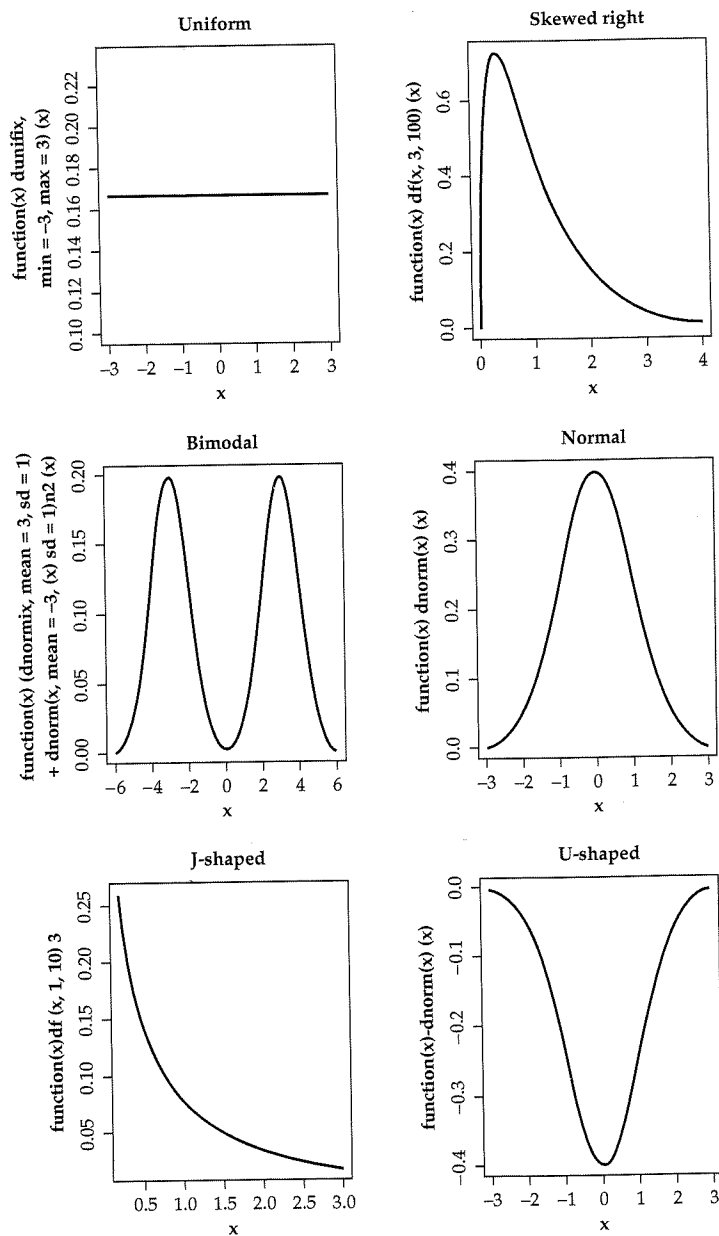 Uniform
function(x) dunifix,
min = –3, max = 3) (x)
0.10 0.12 0.14 0.16 0.18 0.20 0.22
–3 –2 –1 0 1 2 3
x
Skewed right
function(x) df(x, 3, 100) (x)
0.0 0.2 0.4 0.6
0 1 2 3 4
x
Bimodal
function(x) (dnormix, mean = 3, sd = 1)
+ dnorm(x, mean = –3, (x) sd = 1)n2 (x)
0.00 0.05 0.10 0.15 0.20
–6 –4 –2 0 2 4 6
x
Normal
function(x) dnorm(x) (x)
0.0 0.1 0.2 0.3 0.4
–3 –2 –1 0 1 2 3
x
J-shaped
function(x)df (x, 1, 10) 3
0.05 0.10 0.15 0.20 0.25
0.5 1.0 1.5 2.0 2.5 3.0
x
U-shaped
function(x)-dnorm(x) (x)
–0.4 –0.3 –0.2 –0.1 0.0
–3 –2 –1 0 1 2 3
x